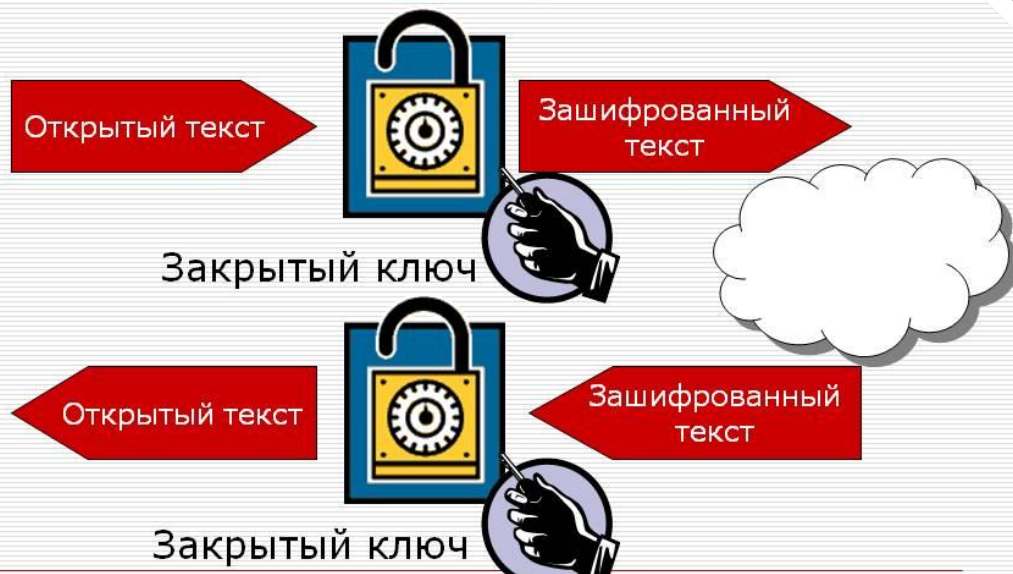 Открытый текст
Зашифрованный
текст
Закрытый ключ
Открытый текст
Зашифрованный
текст
Закрытый ключ